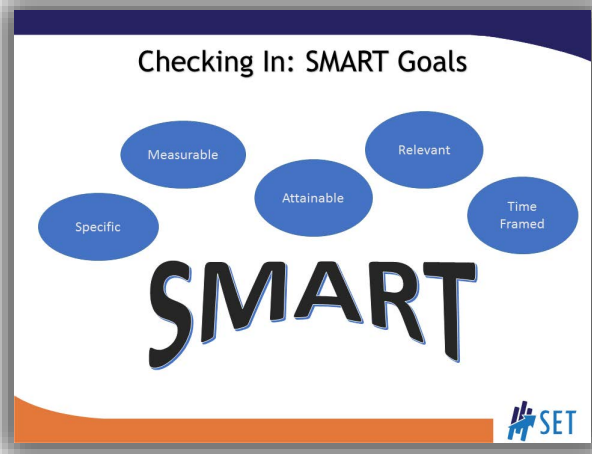 Checking In: SMART Goals
Specific
Measurable
Attainable
Relevant
Time
Framed
SMART
SET